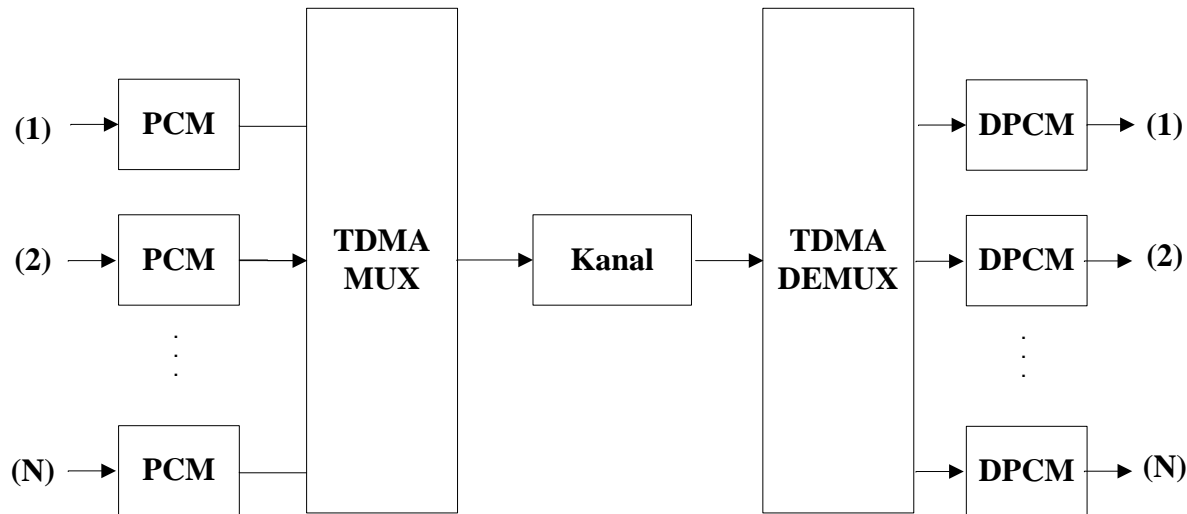 (1) PCM DPCM (1)
(2) PCM TDMA MUX Kanal TDMA DEMUX DPCM (2)
(N) PCM DPCM (N)